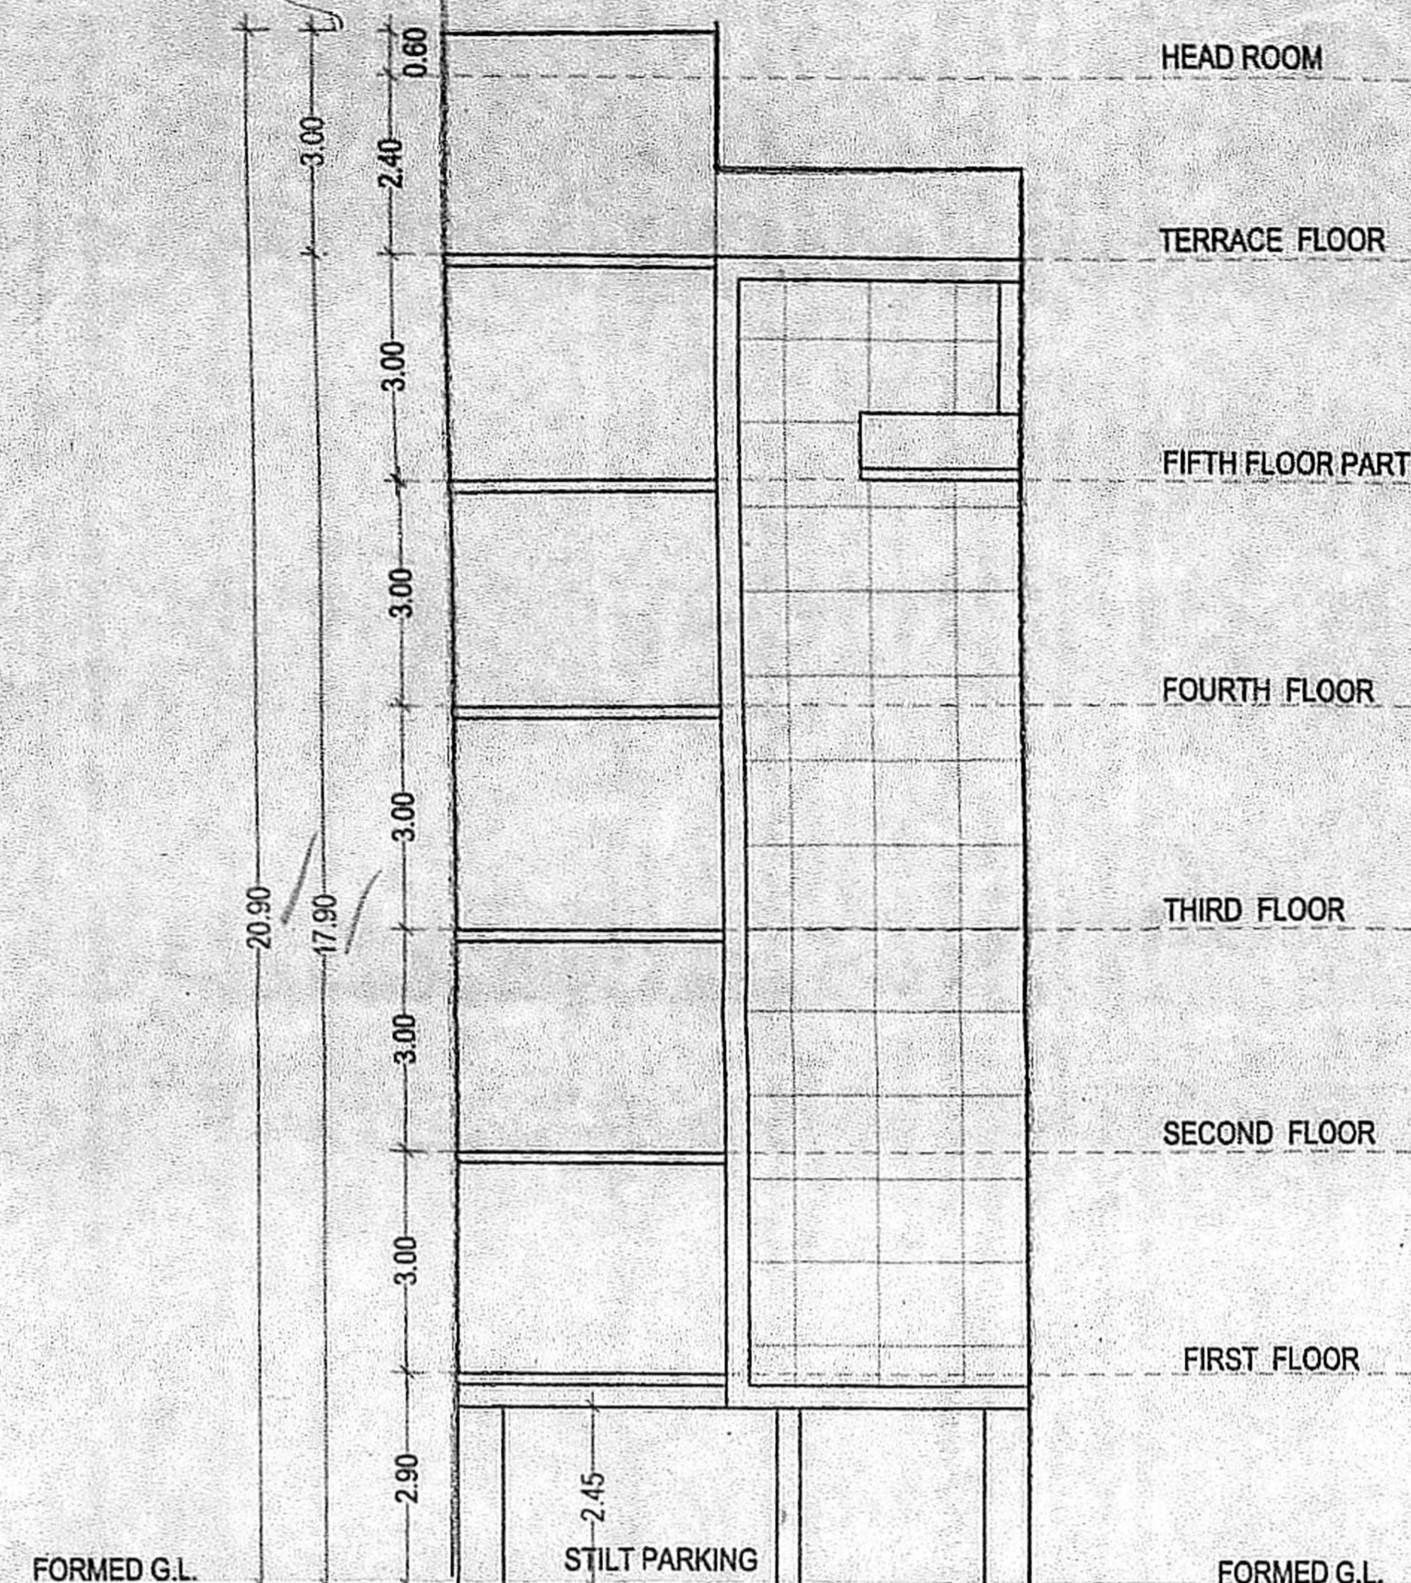 0.60
HEAD ROOM
3.00
2.40
TERRACE FLOOR
3.00
FIFTH FLOOR PART
3.00
FOURTH FLOOR
3.00
20.90
17.90
THIRD FLOOR
3.00
SECOND FLOOR
3.00
FIRST FLOOR
2.90
2.45
STILT PARKING
FORMED G.L.
FORMED G.L.